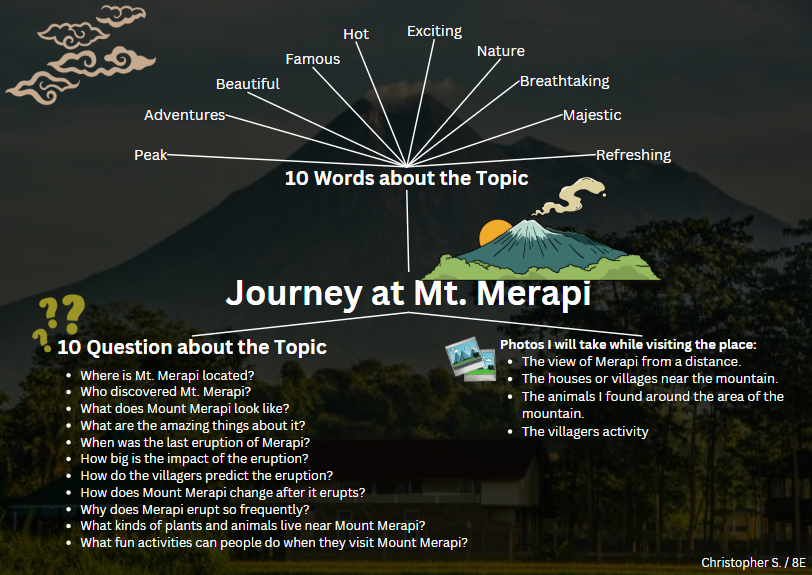 Hot
Exciting
Famous
Nature
Beautiful
Breathtaking
Adventures
Majestic
Peak
Refreshing
10 Words about the Topic
Journey at Mt. Merapi
??
?
10 Question about the Topic
• Where is Mt. Merapi located?
• Who discovered Mt. Merapi?
• What does Mount Merapi look like?
• What are the amazing things about it?
• When was the last eruption of Merapi?
• How big is the impact of the eruption?
• How do the villagers predict the eruption?
• How does Mount Merapi change after it erupts?
• Why does Merapi erupt so frequently?
• What kinds of plants and animals live near Mount Merapi?
• What fun activities can people do when they visit Mount Merapi?
Photos I will take while visiting the place:
• The view of Merapi from a distance.
• The houses or villages near the mountain.
• The animals I found around the area of the
mountain.
• The villagers activity
Christopher S. / 8E